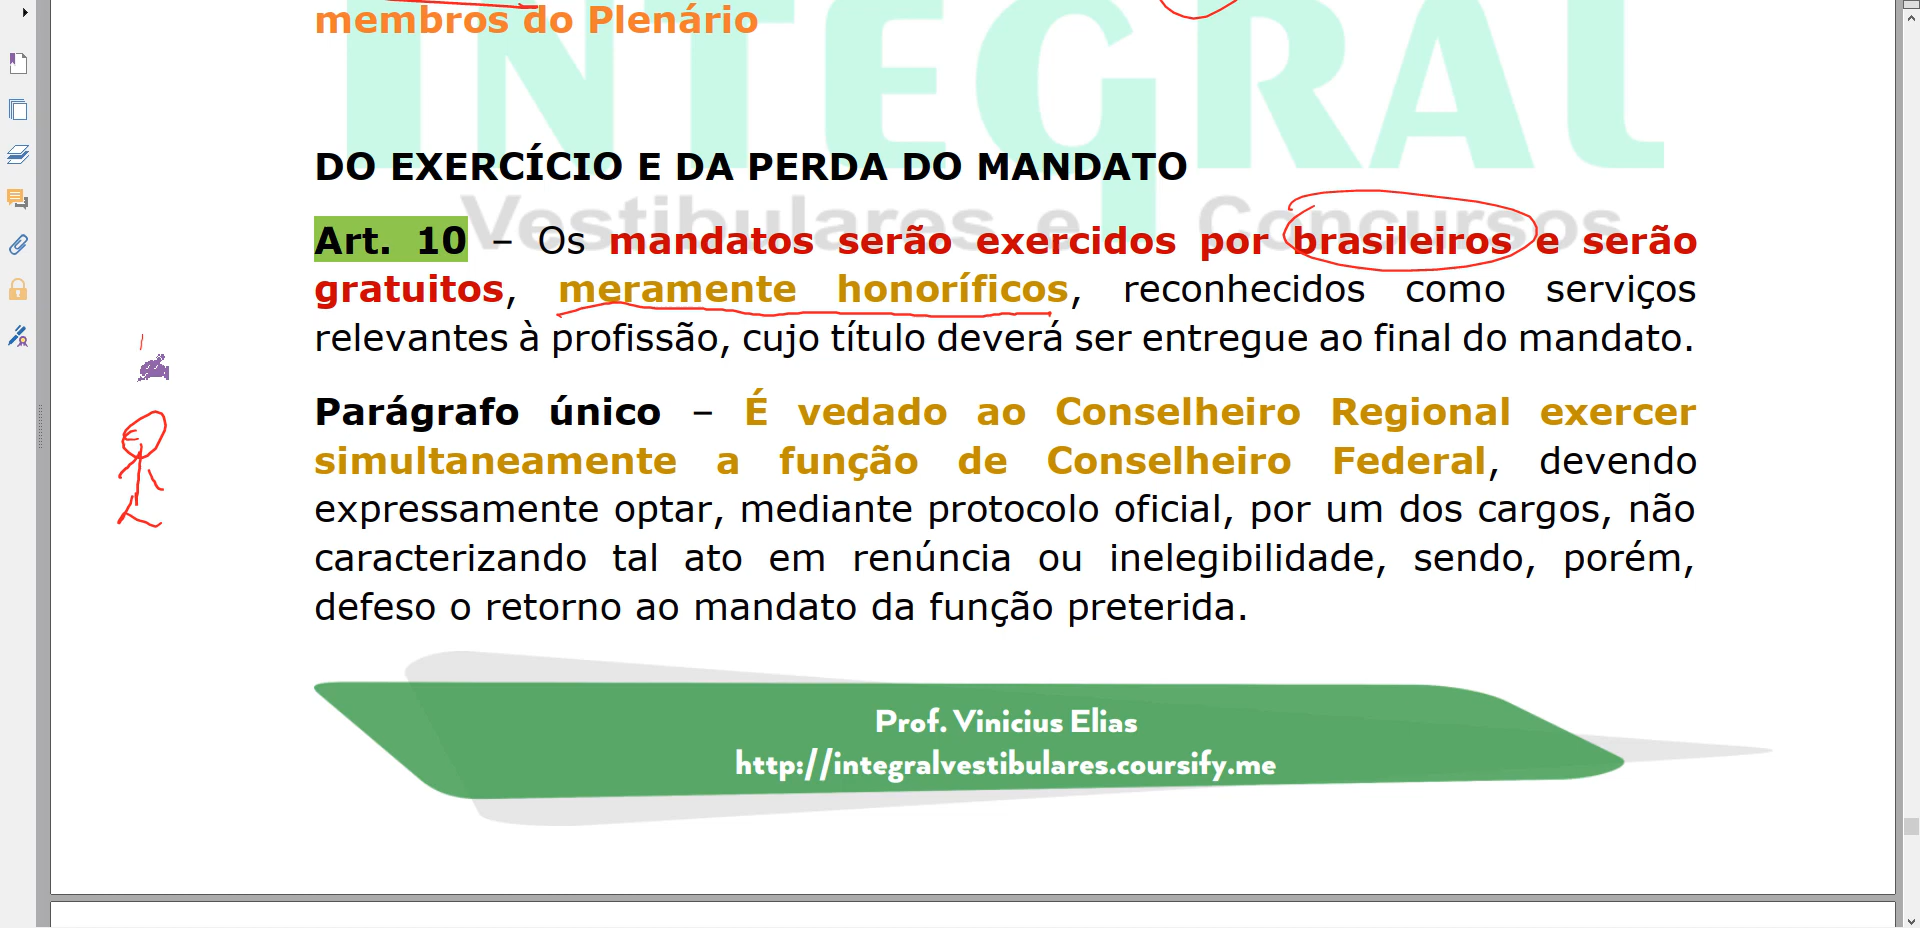 membros do Plenário
INTEGRAL
Vestibulares e Concursos
DO EXERCÍCIO E DA PERDA DO MANDATO
Art. 10 – Os mandatos serão exercidos por brasileiros e serão
gratuitos, meramente honoríficos, reconhecidos como serviços
relevantes à profissão, cujo título deverá ser entregue ao final do mandato.
Parágrafo único – É vedado ao Conselheiro Regional exercer
simultaneamente a função de Conselheiro Federal, devendo
expressamente optar, mediante protocolo oficial, por um dos cargos, não
caracterizando tal ato em renúncia ou inelegibilidade, sendo, porém,
defeso o retorno ao mandato da função preterida.
Prof. Vinicius Elias
http://integralvestibulares.coursify.me